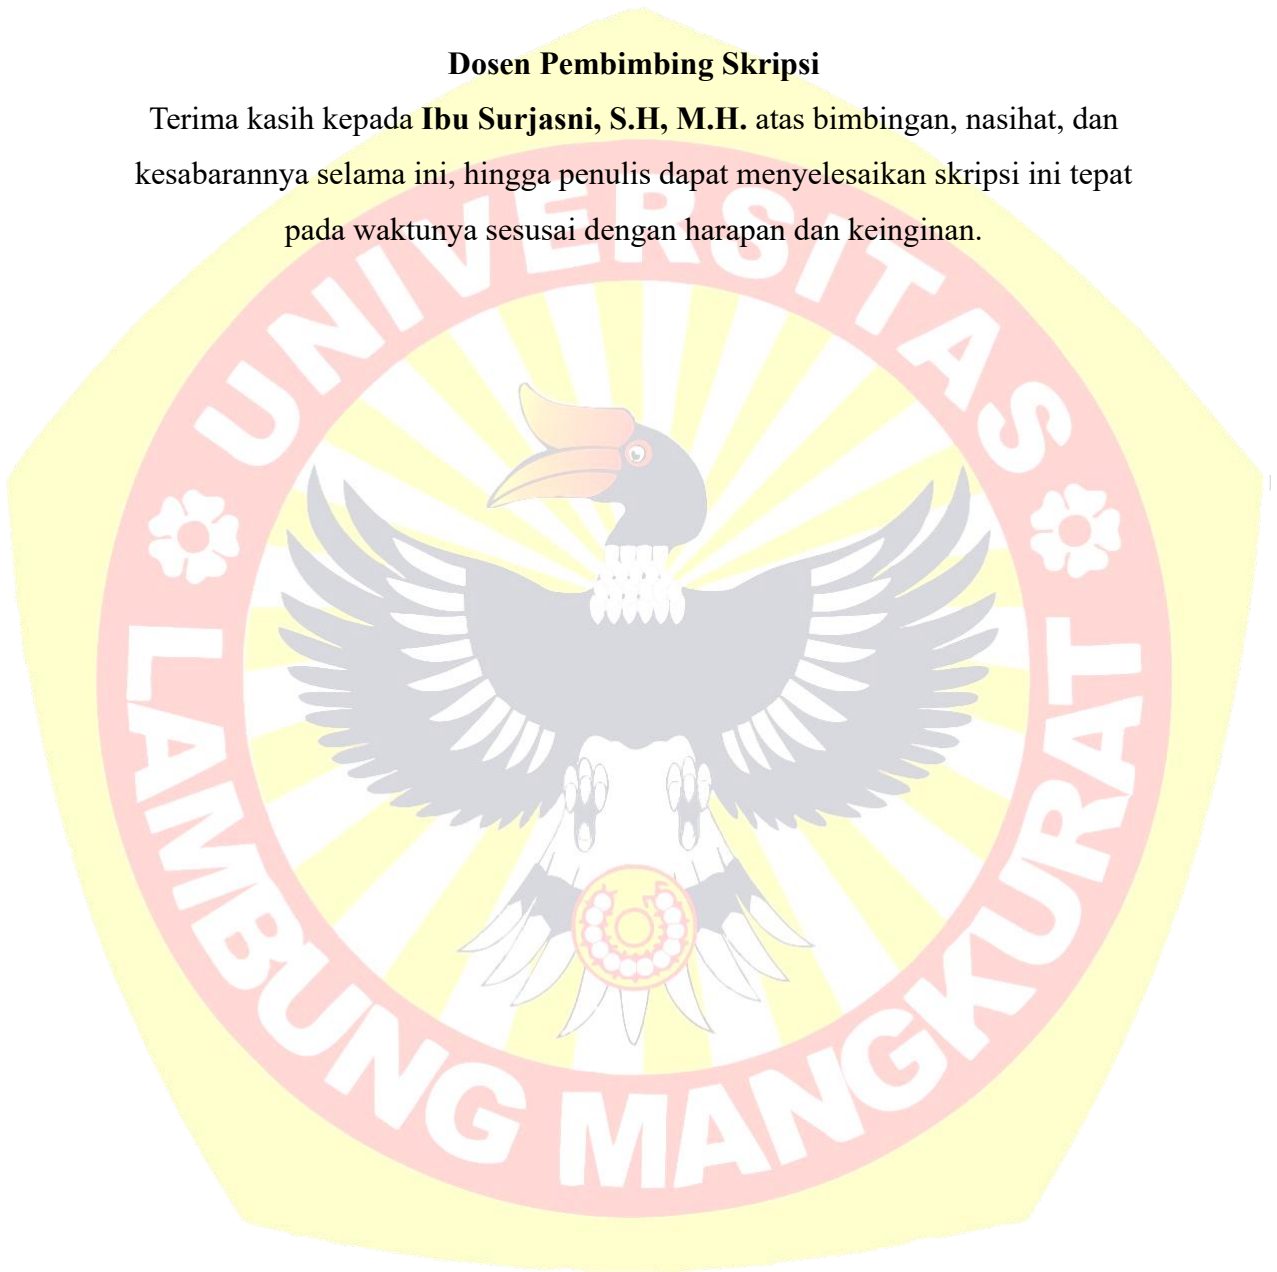 Dosen Pembimbing Skripsi
Terima kasih kepada Ibu Surjasni, S.H, M.H. atas bimbingan, nasihat, dan
kesabarannya selama ini, hingga penulis dapat menyelesaikan skripsi ini tepat
pada waktunya sesusai dengan harapan dan keinginan.
UNIVERSITAS
LAMBUNG MANGKURAT